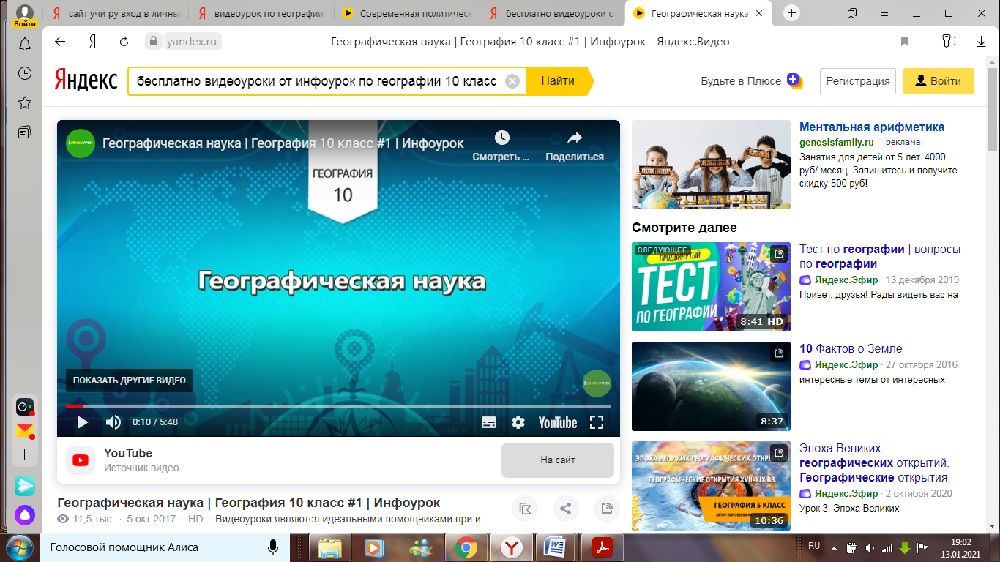 Войти
сайт учи ру вход в личны
видеоурок по географии
Современная политическ
бесплатно видеоуроки от
Географическая наука
yandex.ru
Географическая наука | География 10 класс #1 | Инфоурок - Яндекс.Видео
Яндекс
бесплатно видеоуроки от инфоурок по географии 10 класс
Найти
Будьте в Плюсе
Регистрация
Войти
ИНФОУРОК
Географическая наука | География 10 класс #1 | Инфоурок
Смотреть ...
Поделиться
ГЕОГРАФИЯ
10
Географическая наука
ПОКАЗАТЬ ДРУГИЕ ВИДЕО
ИНФОУРОК
0:10 / 5:48
YouTube
YouTube
Источник видео
На сайт
Географическая наука | География 10 класс #1 | Инфоурок
11,5 тыс. · 5 окт 2017 · HD · Видеоуроки являются идеальными помощниками при и...
Ментальная арифметика
genesisfamily.ru реклама
Занятия для детей от 5 лет. 4000
руб/ месяц. Запишитесь и получите
скидку 500 руб!
Смотрите далее
СЛЕДУЮЩЕЕ
ПРОДВИНУТЫЙ
ТЕСТ
ПО ГЕОГРАФИИ
8:41 HD
Тест по географии | вопросы
по географии
Яндекс.Эфир · 13 декабря 2019
Привет, друзья! Рады видеть вас на
8:37
10 Фактов о Земле
Яндекс.Эфир · 27 октября 2016
интересные темы от интересных
ЭПОХА ВЕЛИКИХ ГЕОГРАФИЧЕСКИХ ОТКРЫТИЙ.
ГЕОГРАФИЧЕСКИЕ ОТКРЫТИЯ XVII-XIX ВВ.
ГЕОГРАФИЯ 5 КЛАСС
10:36
Эпоха Великих
географических открытий.
Географические открытия
Яндекс.Эфир · 2 октября 2020
Урок 3. Эпоха Великих
Голосовой помощник Алиса
RU
19:02
13.01.2021